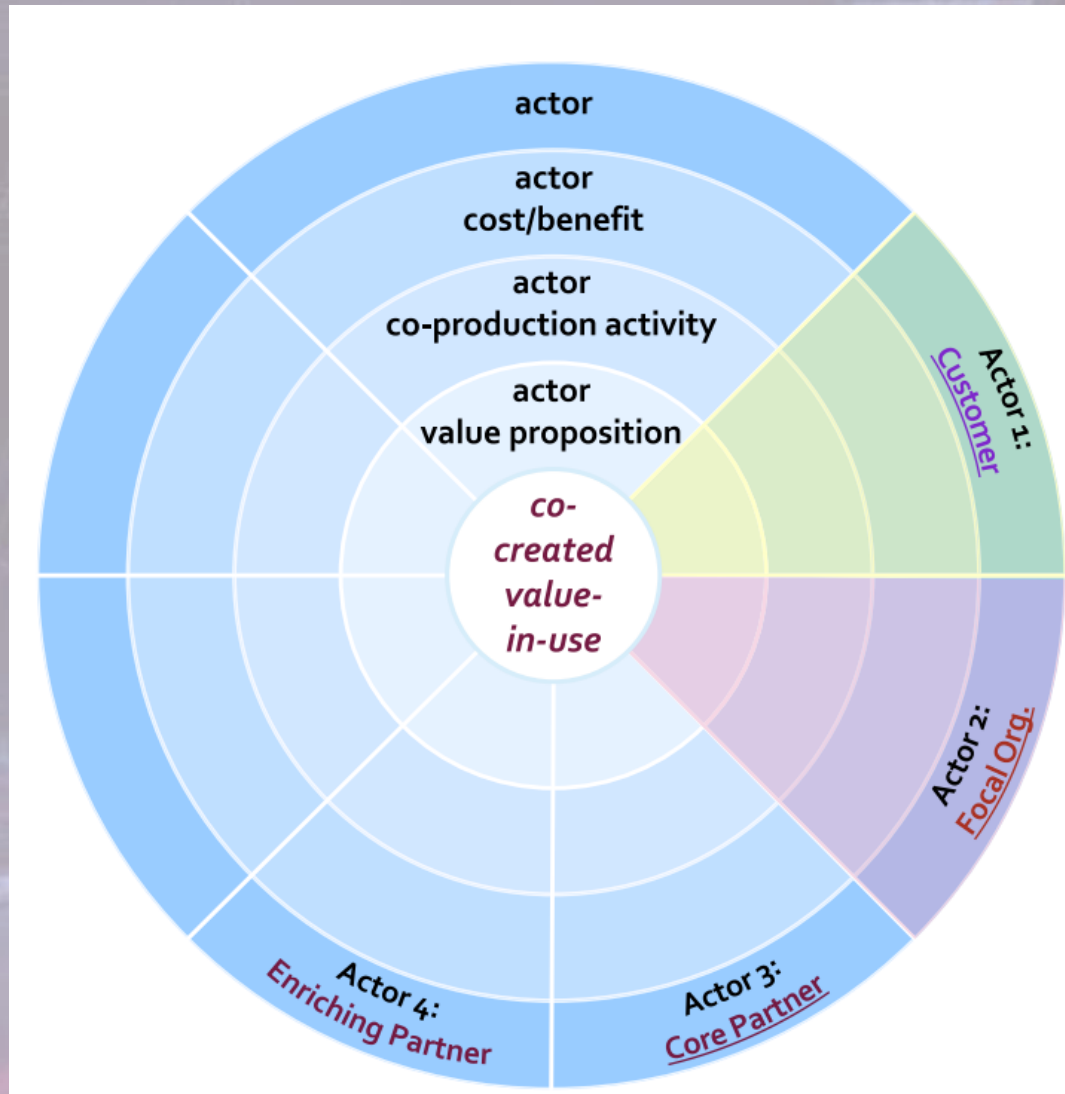 actor
actor
cost/benefit
actor
co-production activity
actor
value proposition
co-
created
value-
in-use
Actor 1:
Customer
Actor 2:
Focal Org.
Actor 3:
Core Partner
Actor 4:
Enriching Partner